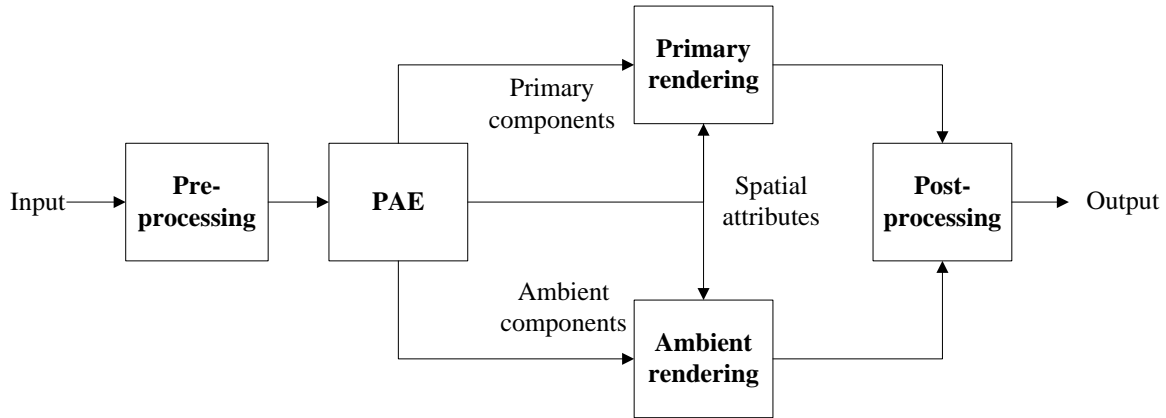 Input
Pre-
processing
PAE
Primary
components
Primary
rendering
Spatial
attributes
Ambient
components
Ambient
rendering
Post-
processing
Output